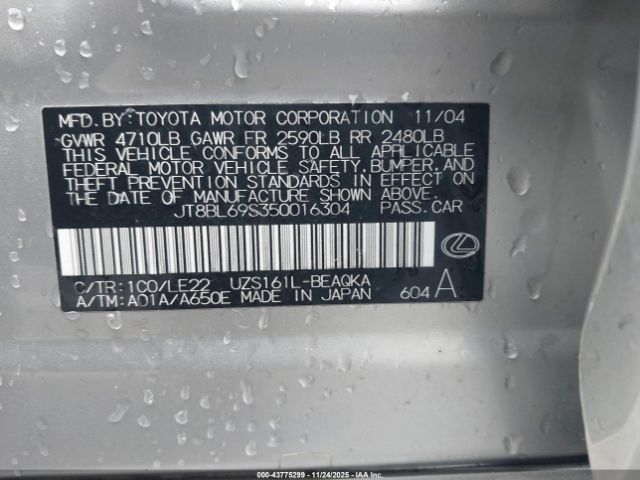 MFD.BY:TOYOTA MOTOR CORPORATION 11/04
GVWR 4710LB GAWR FR 2590LB RR 2480LB
THIS VEHICLE CONFORMS TO ALL APPLICABLE
FEDERAL MOTOR VEHICLE SAFETY,BUMPER,AND
THEFT PREVENTION STANDARDS IN EFFECT ON
THE DATE OF MANUFACTURE SHOWN ABOVE.
JT8BL69S350016304 PASS.CAR
C/TR:1C0/LE22 UZS161L-BEAQKA
A/TM:A01A/A650E MADE IN JAPAN 604 A
000-43775299 - 11/24/2025 - IAAI.com